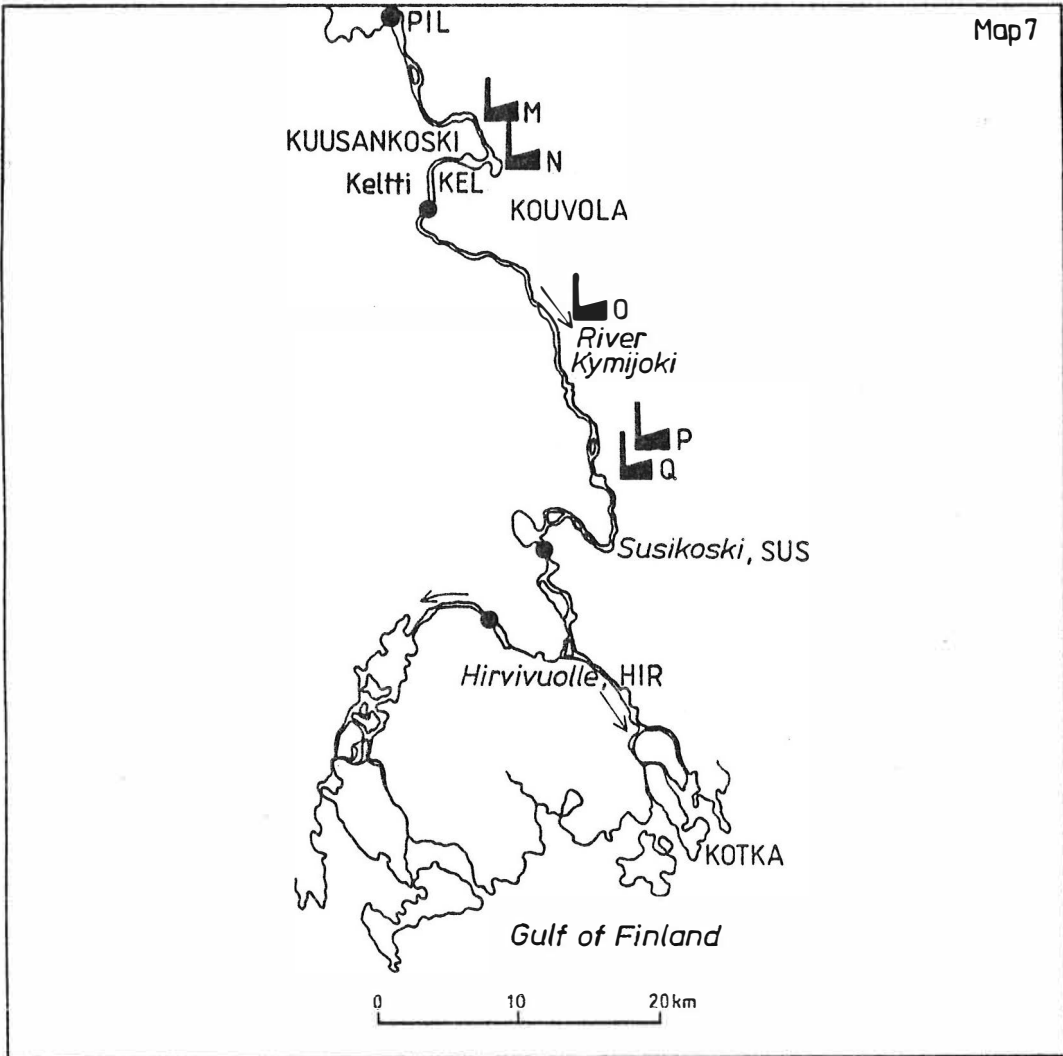 Map 7
PIL
M
KUUSANKOSKI
N
Keltti KEL
KOUVOLA
O
River
Kymijoki
P
Q
Susikoski, SUS
Hirvivuolle, HIR
KOTKA
Gulf of Finland
0 10 20 km